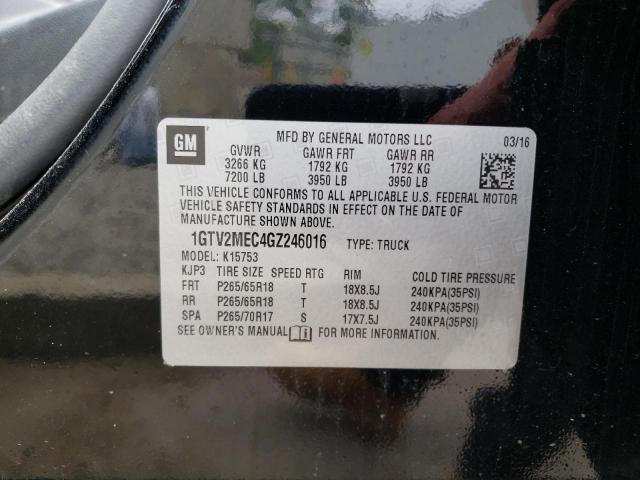 GM
MFD BY GENERAL MOTORS LLC 03/16
GVWR GAWR FRT GAWR RR
3266 KG 1792 KG 1792 KG
7200 LB 3950 LB 3950 LB
THIS VEHICLE CONFORMS TO ALL APPLICABLE U.S. FEDERAL MOTOR
VEHICLE SAFETY STANDARDS IN EFFECT ON THE DATE OF
MANUFACTURE SHOWN ABOVE.
1GTV2MEC4GZ246016 TYPE: TRUCK
MODEL: K15753
KJP3 TIRE SIZE SPEED RTG RIM COLD TIRE PRESSURE
FRT P265/65R18 T 18X8.5J 240KPA(35PSI)
RR P265/65R18 T 18X8.5J 240KPA(35PSI)
SPA P265/70R17 S 17X7.5J 240KPA(35PSI)
SEE OWNER'S MANUAL